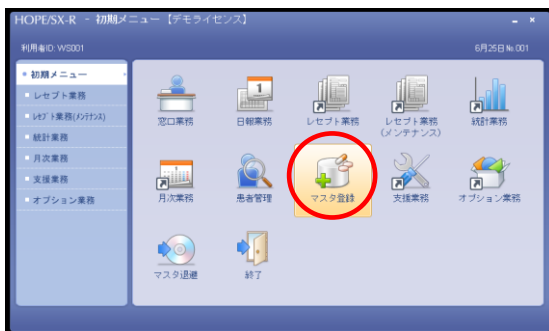 HOPE/SX-R - 初期メニュー【デモライセンス】
利用者ID: WS001
6月25日 No.001
初期メニュー
レセプト業務
レセプト業務(メンテナンス)
統計業務
月次業務
支援業務
オプション業務
窓口業務
日報業務
レセプト業務
レセプト業務
(メンテナンス)
統計業務
月次業務
患者管理
マスタ登録
支援業務
オプション業務
マスタ退避
終了